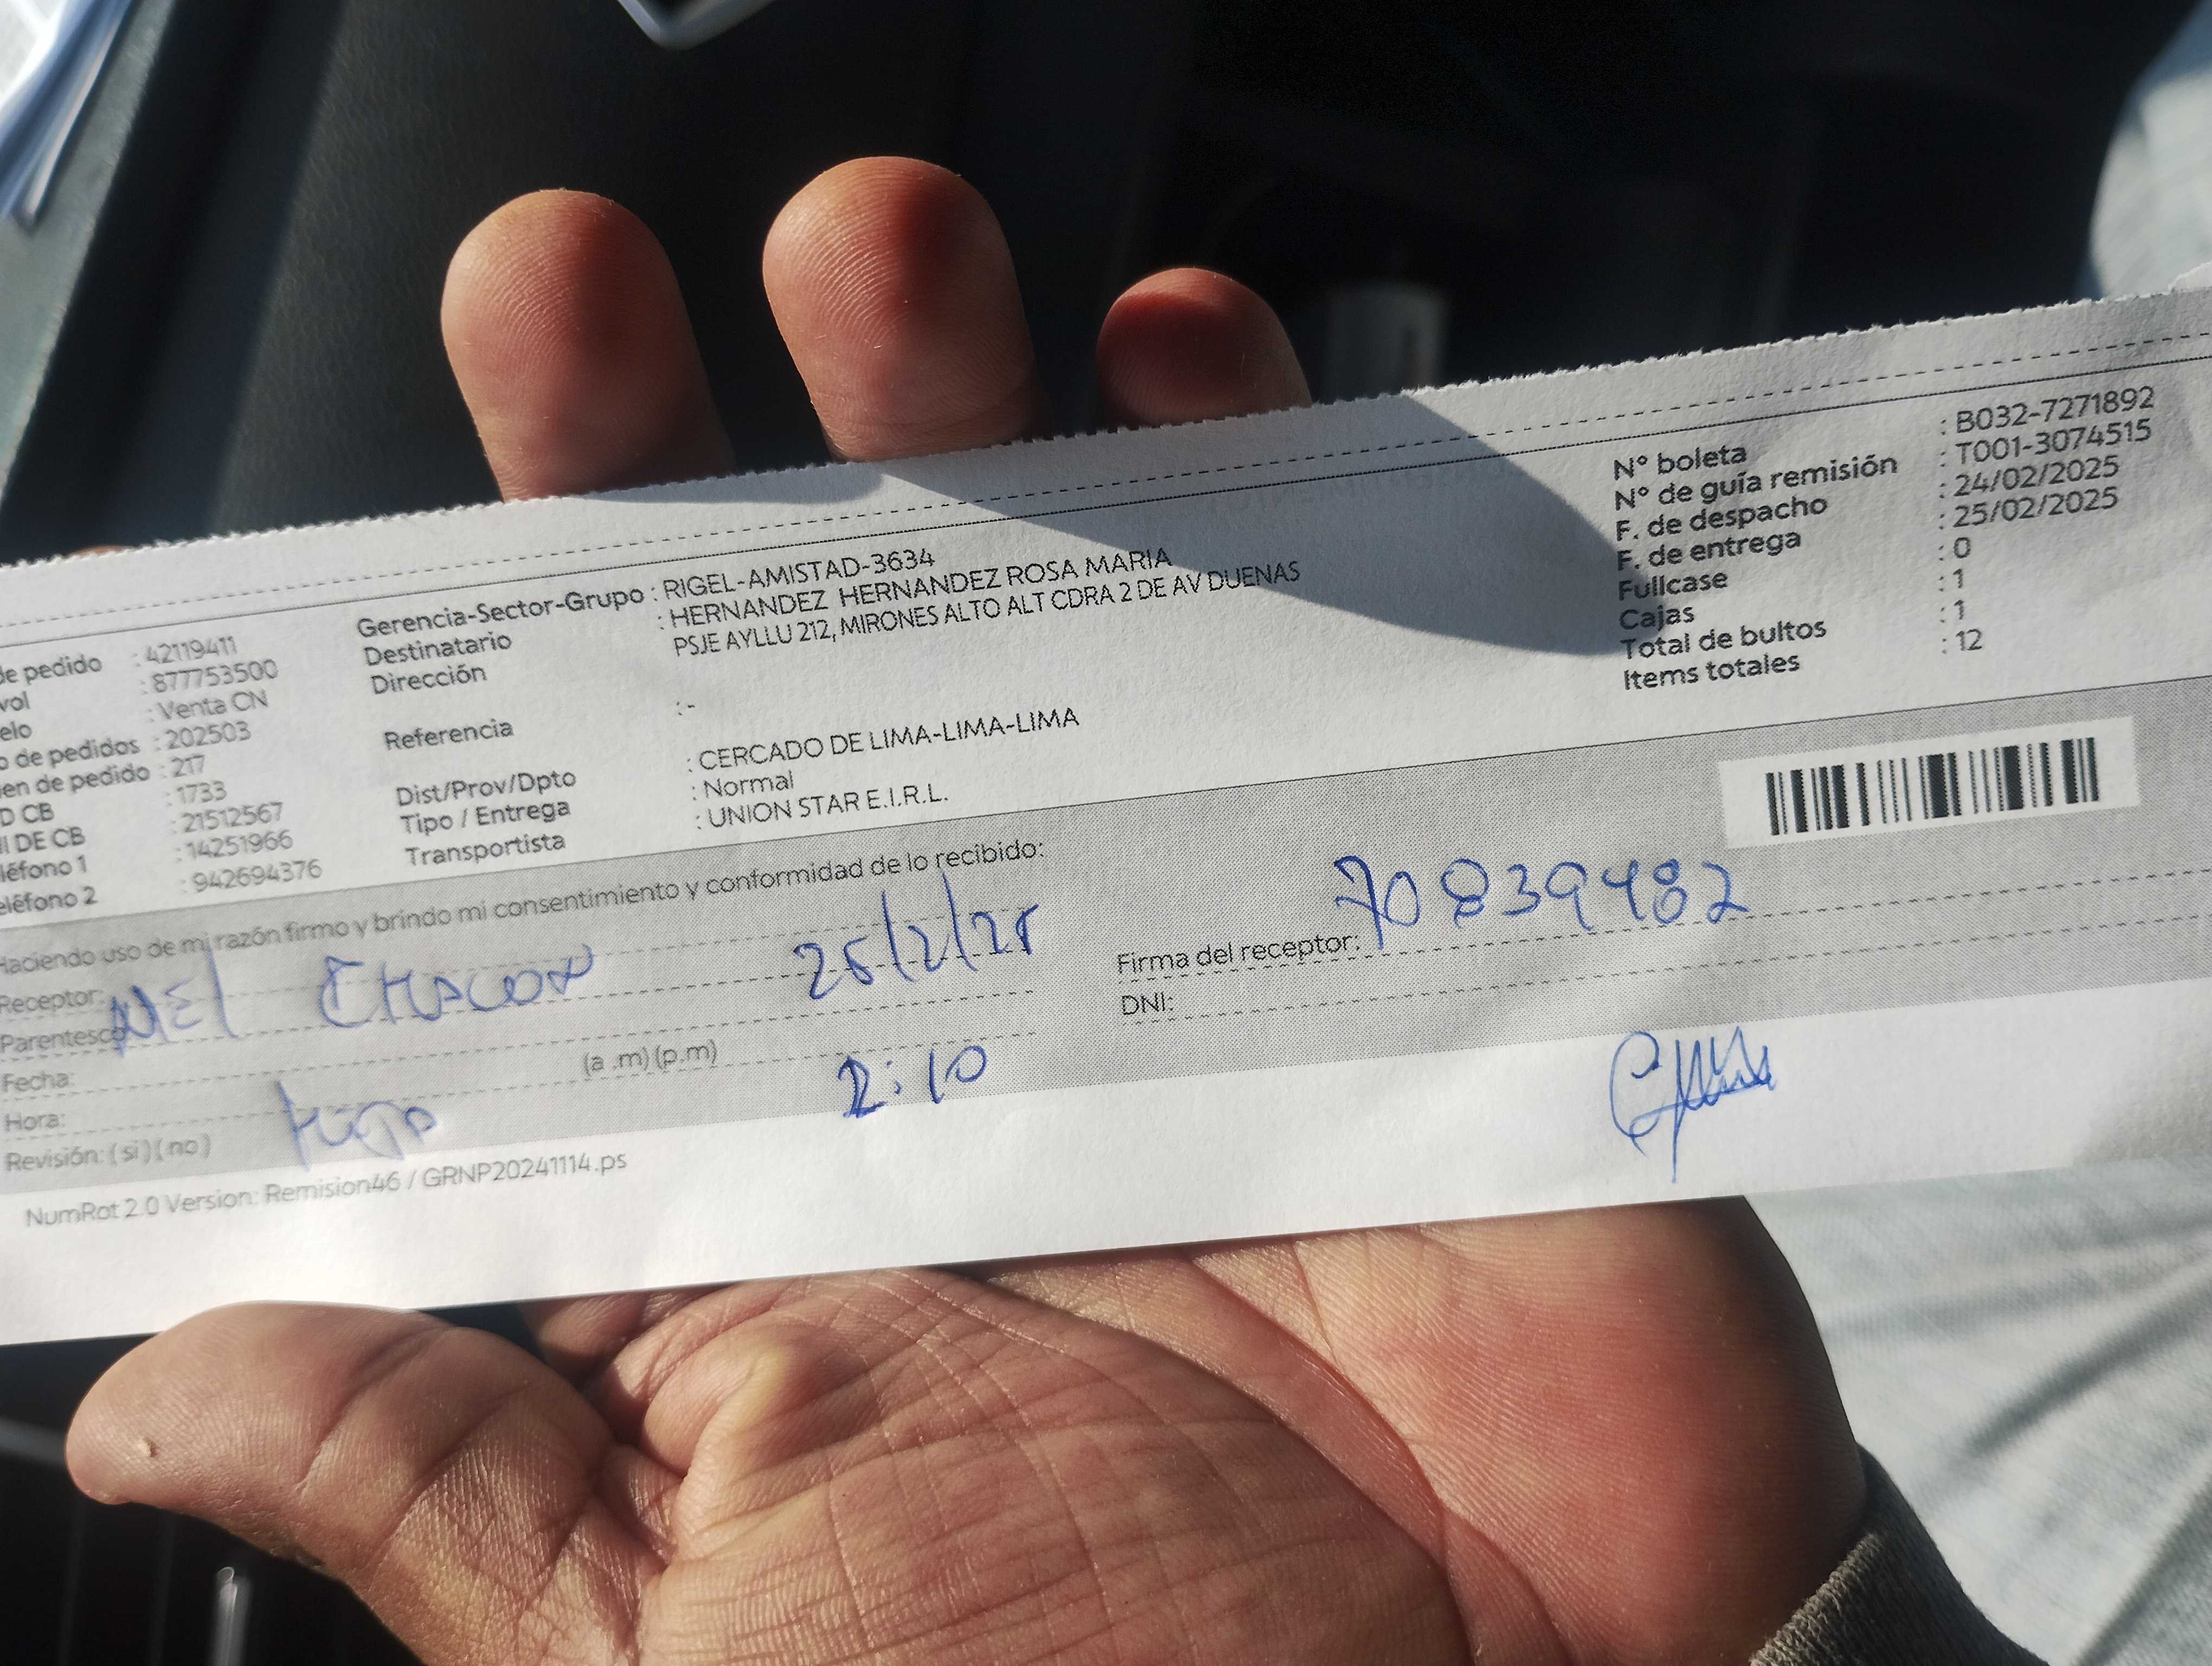 Nº boleta : B032-7271892
Nº de guía remisión : T001-3074515
F. de despacho : 24/02/2025
F. de entrega : 25/02/2025
Fullcase : 0
Cajas : 1
Total de bultos : 1
Items totales : 12
Gerencia-Sector-Grupo : RIGEL-AMISTAD-3634
Destinatario : HERNANDEZ HERNANDEZ ROSA MARIA
Dirección PSJE AYLLU 212, MIRONES ALTO ALT CDRA 2 DE AV DUENAS
Referencia : -
Dist/Prov/Dpto : CERCADO DE LIMA-LIMA-LIMA
Tipo / Entrega : Normal
Transportista : UNION STAR E.I.R.L.
de pedido : 42119411
vol : 877753500
elo : Venta CN
o de pedidos : 202503
en de pedido : 217
D CB : 1733
II DE CB : 21512567
léfono 1 : 14251966
eléfono 2 : 942694376
Haciendo uso de mi razón firmo y brindo mi consentimiento y conformidad de lo recibido:
Receptor:
Parentesco
Fecha:
Hora: (a .m) (p.m)
Revisión: ( si ) ( no )
2:10
Firma del receptor: 70839482
DNI:
NumRot 2.0 Version: Remision46 / GRNP20241114.ps